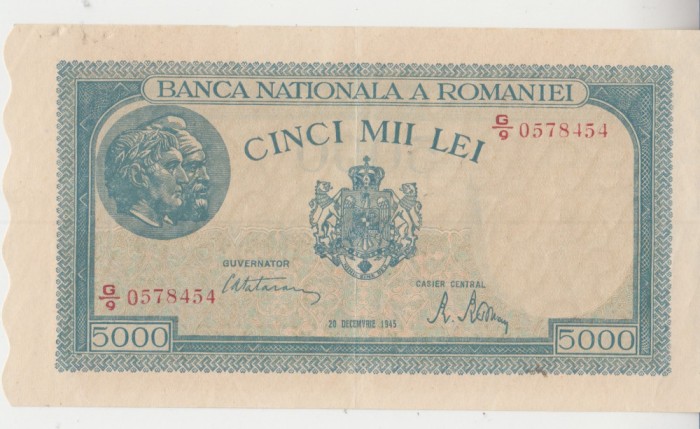 BANCA NATIONALA A ROMANIEI
CINCI MII LEI
G/9 0578454
GUVERNATOR
CASIER CENTRAL
G/9 0578454
20 DECEMVRIE 1945
5000
5000